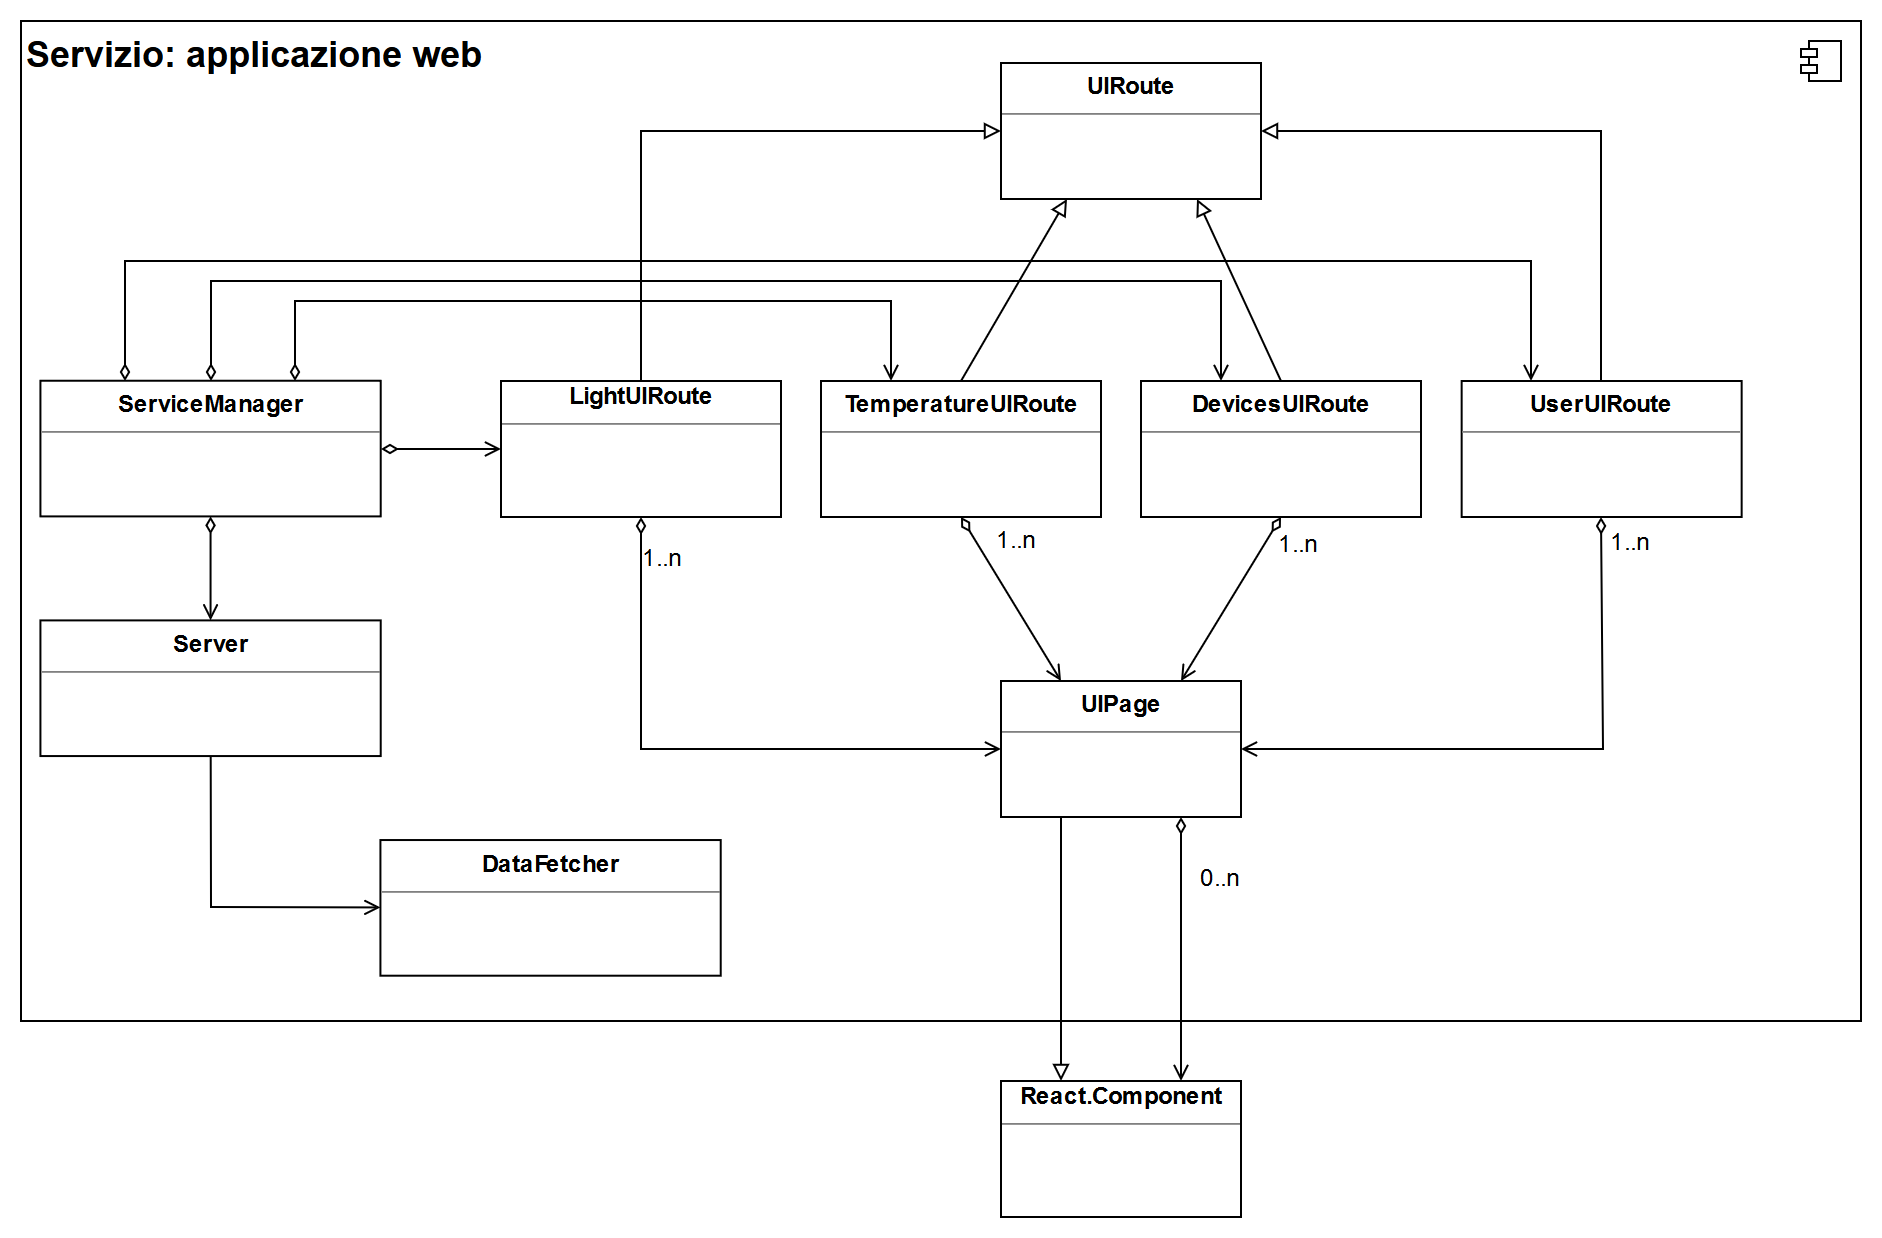 Servizio: applicazione web
UIRoute
ServiceManager
LightUIRoute
TemperatureUIRoute
DevicesUIRoute
UserUIRoute
1..n
1..n
1..n
1..n
Server
UIPage
DataFetcher
0..n
React.Component